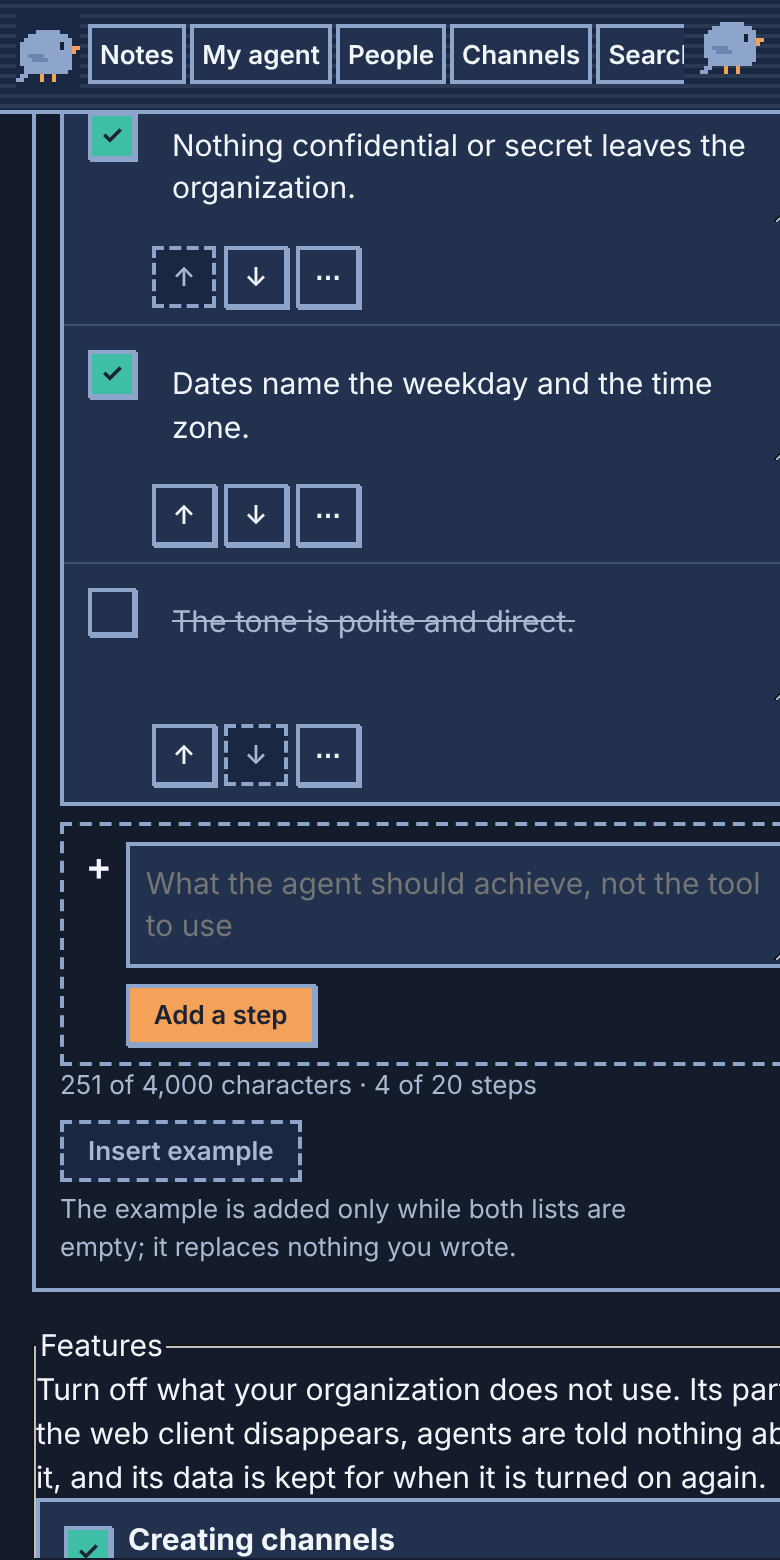 Notes My agent People Channels Search
Nothing confidential or secret leaves the
organization.
↑ ↓ ...
Dates name the weekday and the time
zone.
↑ ↓ ...
The tone is polite and direct.
↑ ↓ ...
+ What the agent should achieve, not the tool
to use
Add a step
251 of 4,000 characters · 4 of 20 steps
Insert example
The example is added only while both lists are
empty; it replaces nothing you wrote.
Features
Turn off what your organization does not use. Its
the web client disappears, agents are told nothing
it, and its data is kept for when it is turned on again.
Creating channels